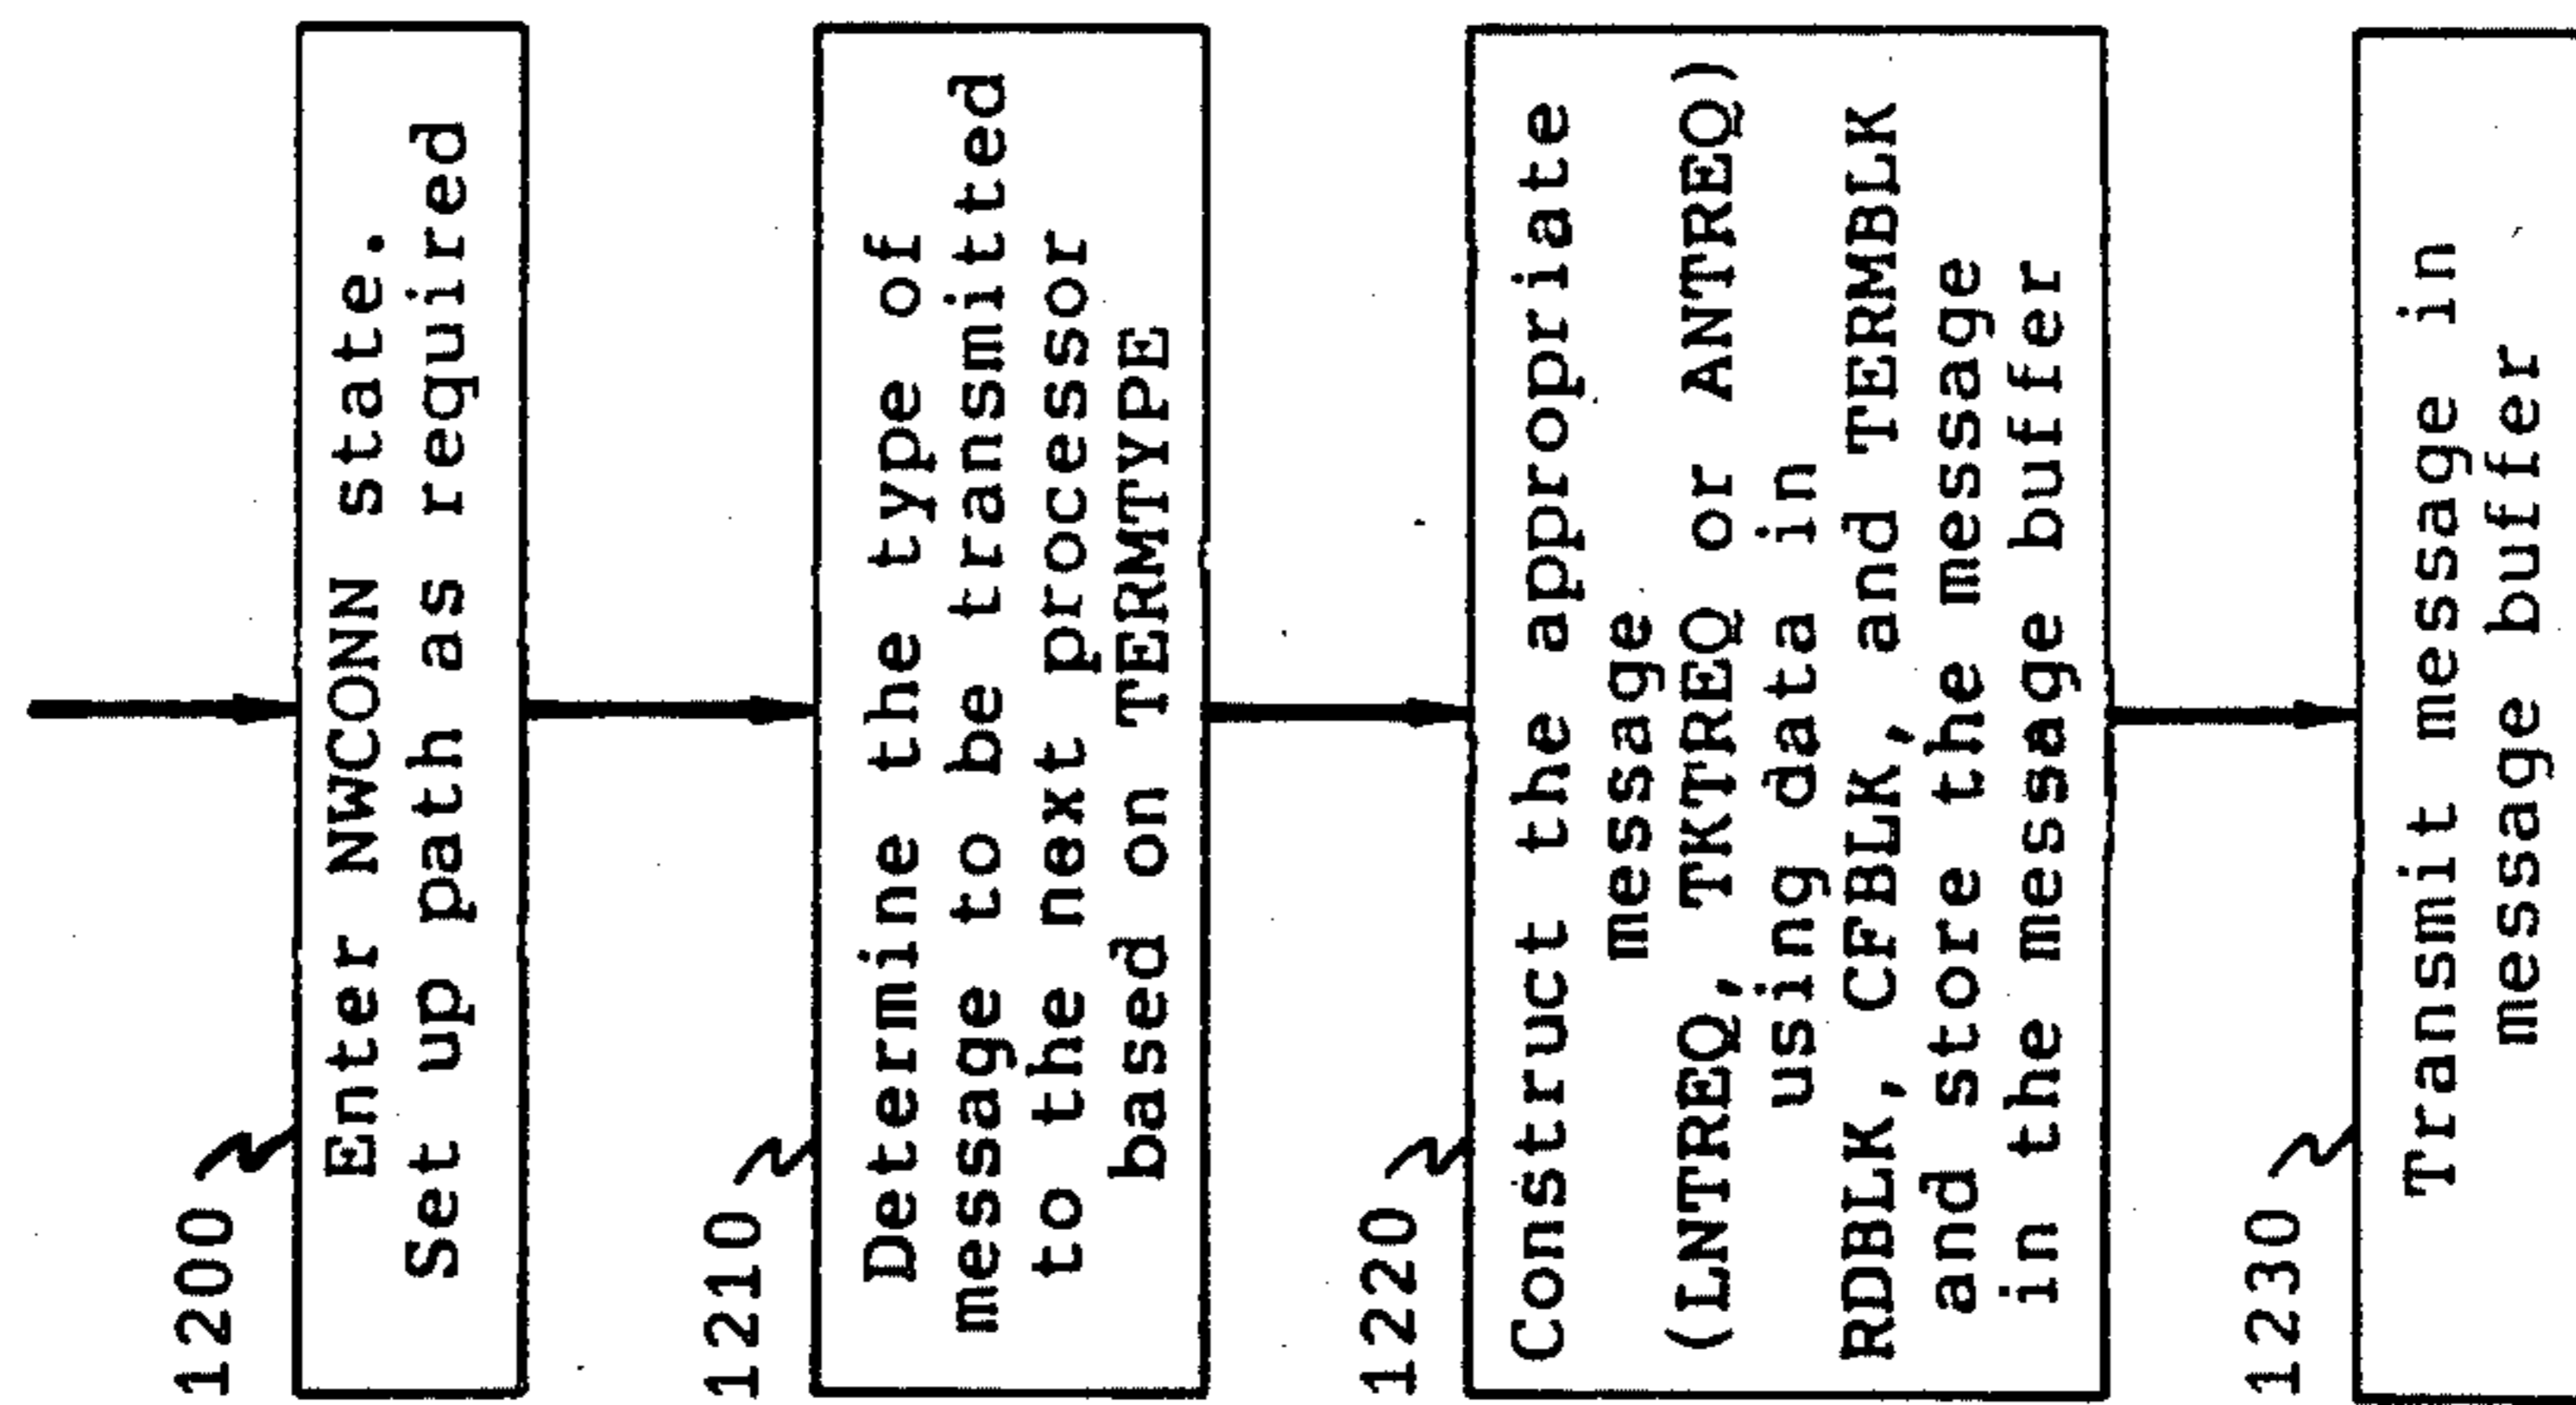 1200
Enter NWCONN state.
Set up path as required
1210
Determine the type of
message to be transmitted
to the next processor
based on TERMTYPE
1220
Construct the appropriate
message
(LNTREQ, TKTREQ or ANTREQ)
using data in
RDBLK, CFBLK, and TERMBLK
and store the message
in the message buffer
1230
Transmit message in
message buffer